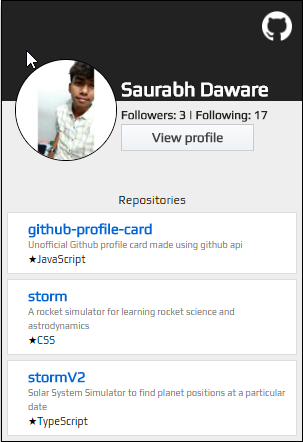 Saurabh Daware
Followers: 3 | Following: 17
View profile
Repositories
github-profile-card
Unofficial Github profile card made using github api
★JavaScript
storm
A rocket simulator for learning rocket science and
astrodynamics
★CSS
stormV2
Solar System Simulator to find planet positions at a particular
date
★TypeScript